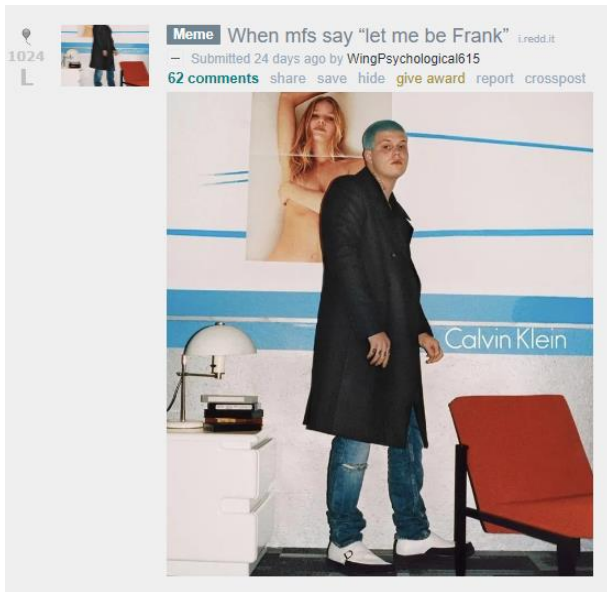 Meme When mfs say “let me be Frank” i.redd.it
– Submitted 24 days ago by WingPsychological615
1024
L
62 comments share save hide give award report crosspost
Calvin Klein